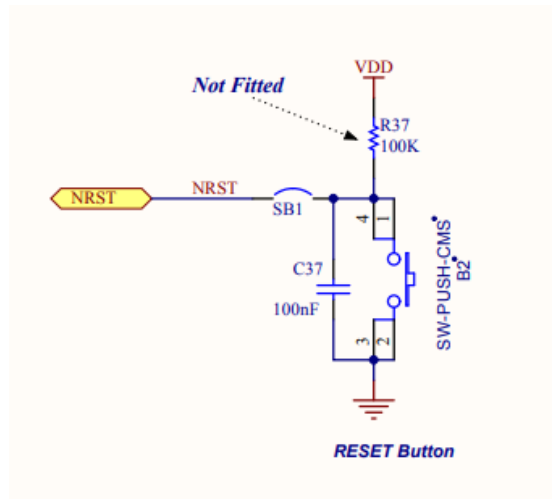 VDD
Not Fitted
R37
100K
NRST
NRST
SB1
4
1
C37
100nF
3
2
SW-PUSH-CMS
B2
RESET Button